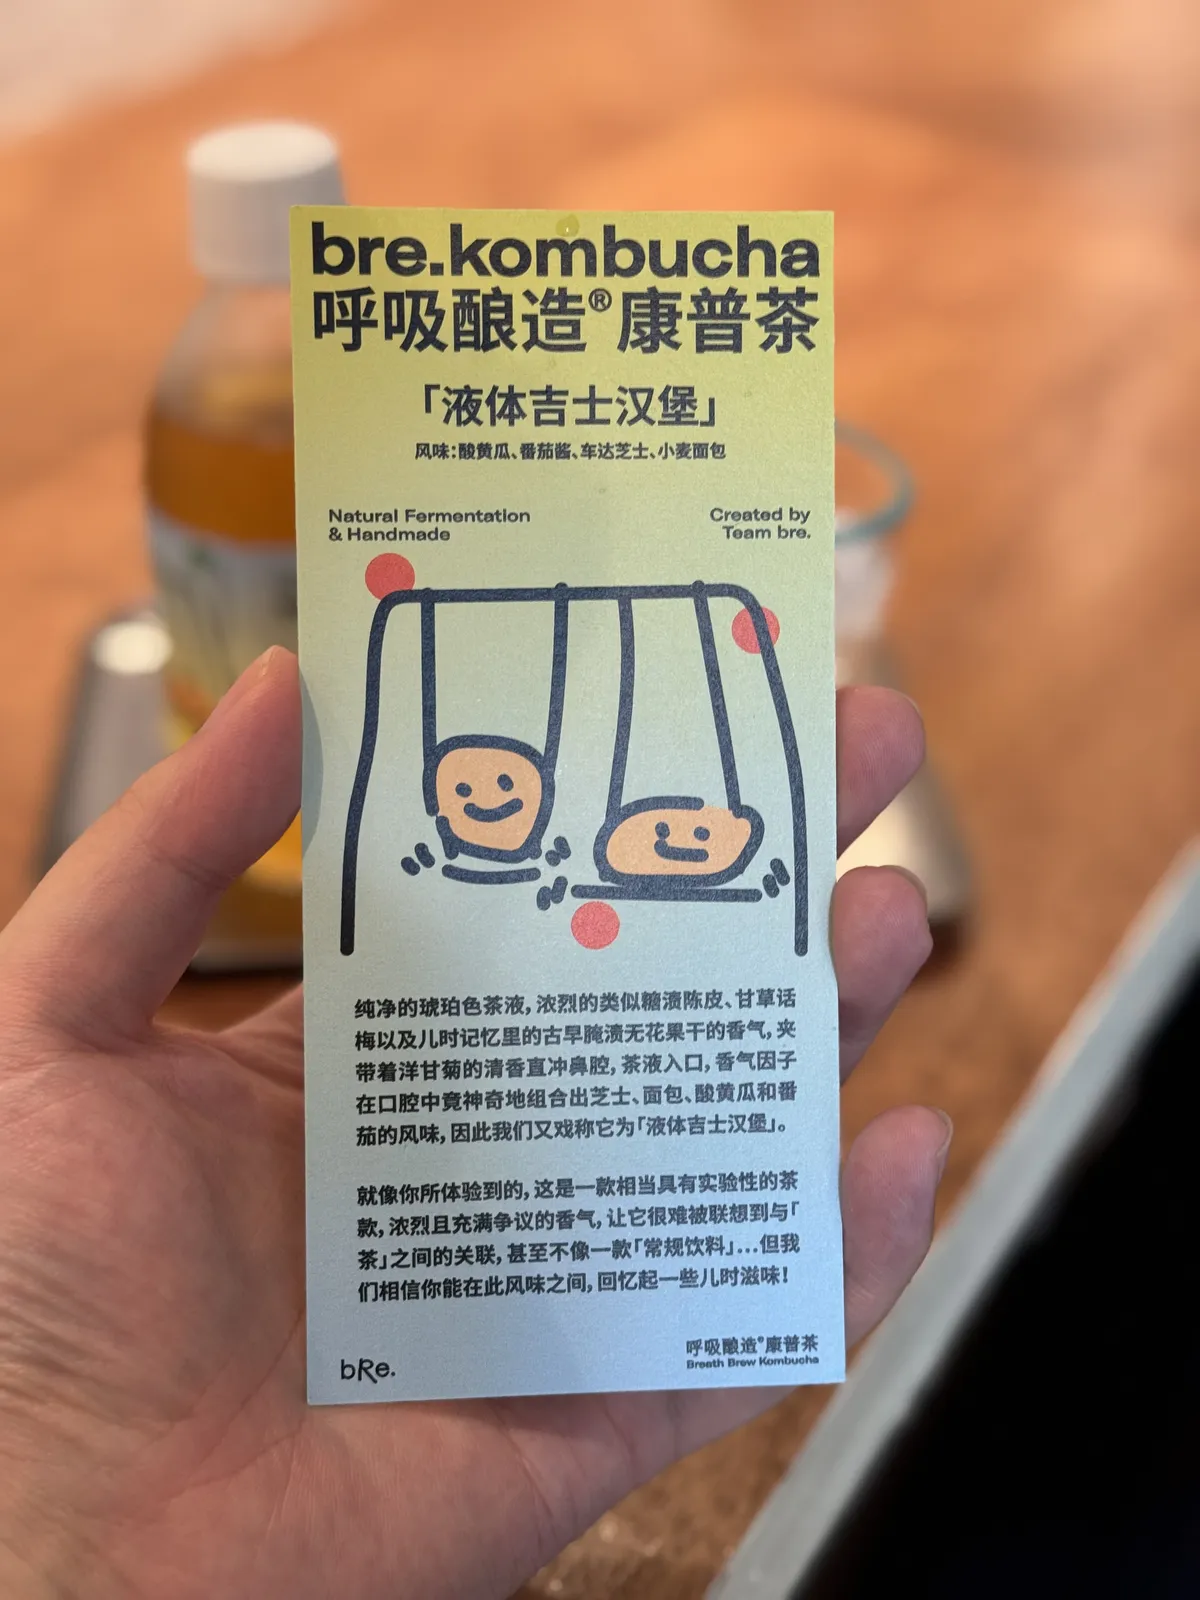 bre.kombucha
呼吸酿造®康普茶
「液体吉士汉堡」
风味：酸黄瓜、番茄酱、车达芝士、小麦面包
Natural Fermentation
& Handmade
Created by
Team bre.
纯净的琥珀色茶液，浓烈的类似糖渍陈皮、甘草话
梅以及儿时记忆里的古早腌渍无花果干的香气，夹
带着洋甘菊的清香直冲鼻腔，茶液入口，香气因子
在口腔中竟神奇地组合出芝士、面包、酸黄瓜和番
茄的风味，因此我们又戏称它为「液体吉士汉堡」。
就像你所体验到的，这是一款相当具有实验性的茶
款，浓烈且充满争议的香气，让它很难被联想到与「
茶」之间的关联，甚至不像一款「常规饮料」...但我
们相信你能在此风味之间，回忆起一些儿时滋味！
bRe.
呼吸酿造®康普茶
Breath Brew Kombucha